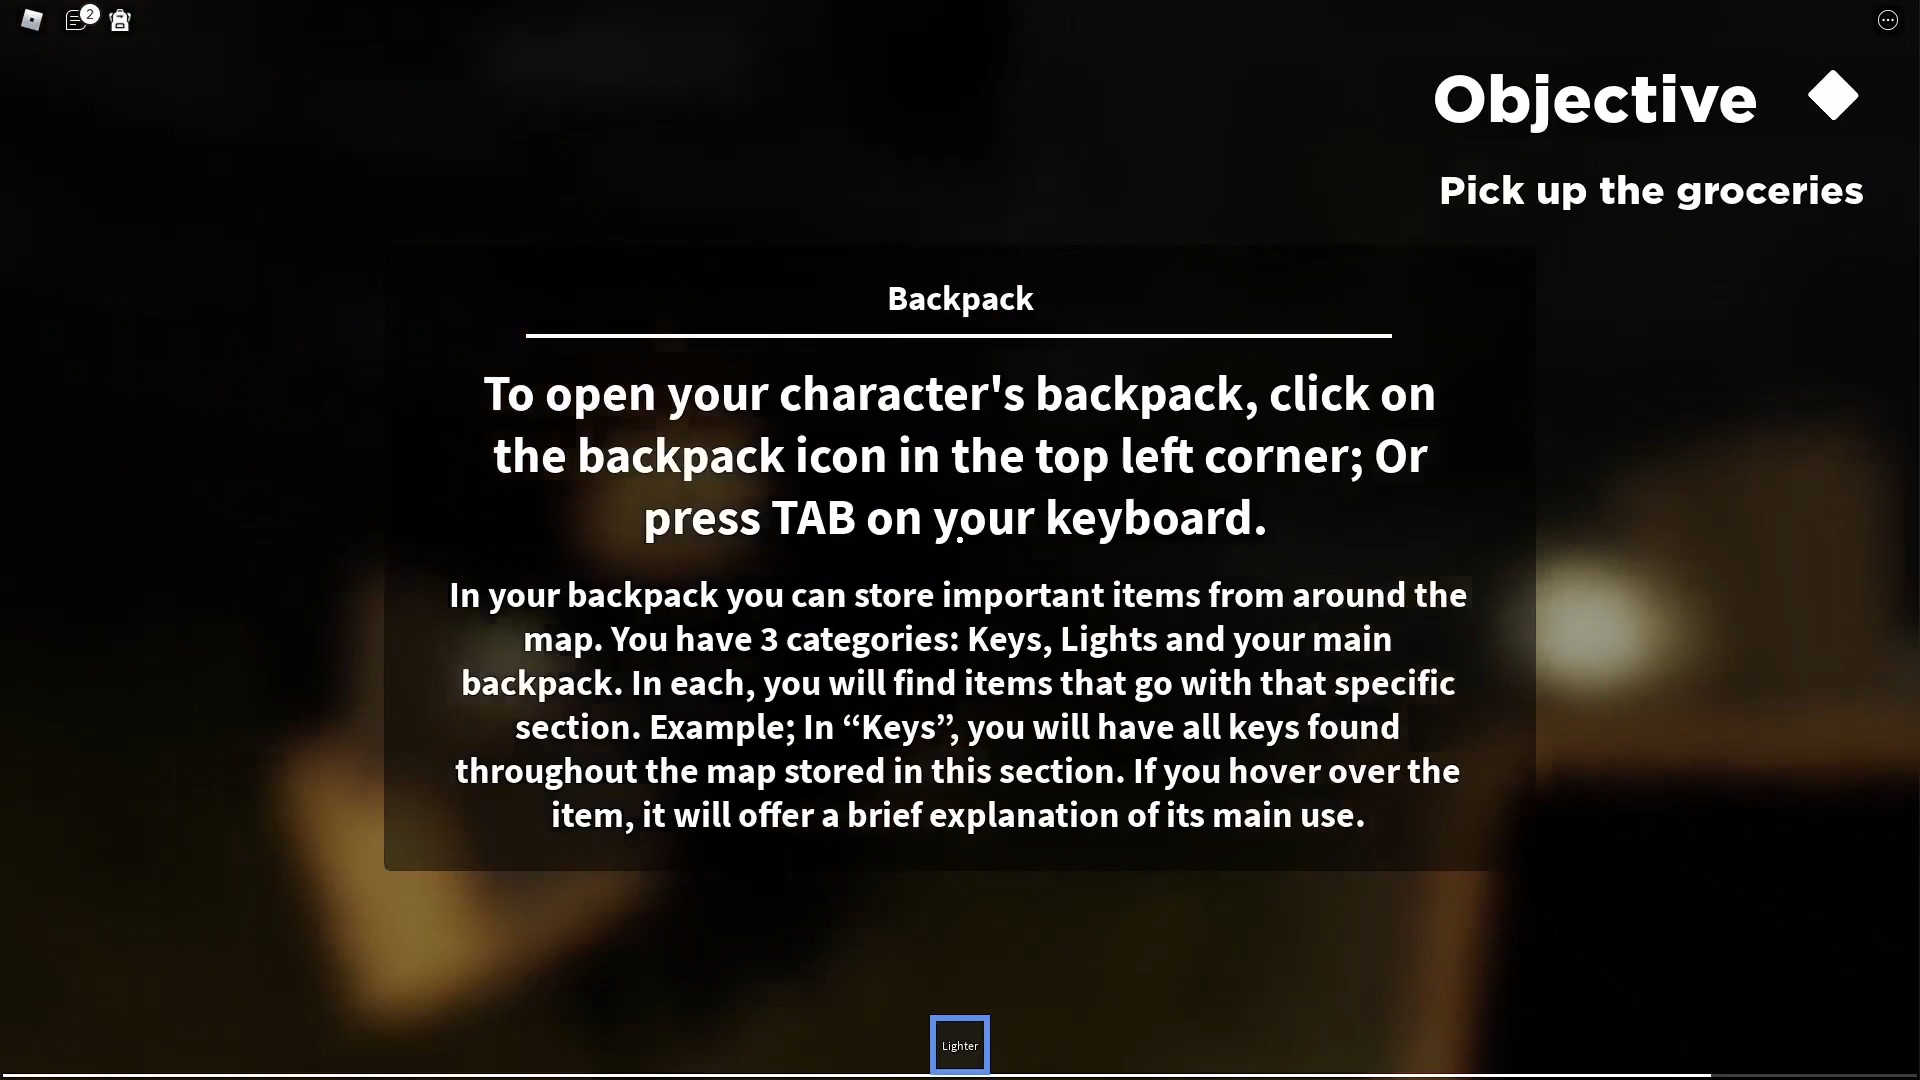 2
Objective
Pick up the groceries
Backpack
To open your character's backpack, click on
the backpack icon in the top left corner; Or
press TAB on your keyboard.
In your backpack you can store important items from around the
map. You have 3 categories: Keys, Lights and your main
backpack. In each, you will find items that go with that specific
section. Example; In “Keys”, you will have all keys found
throughout the map stored in this section. If you hover over the
item, it will offer a brief explanation of its main use.
Lighter